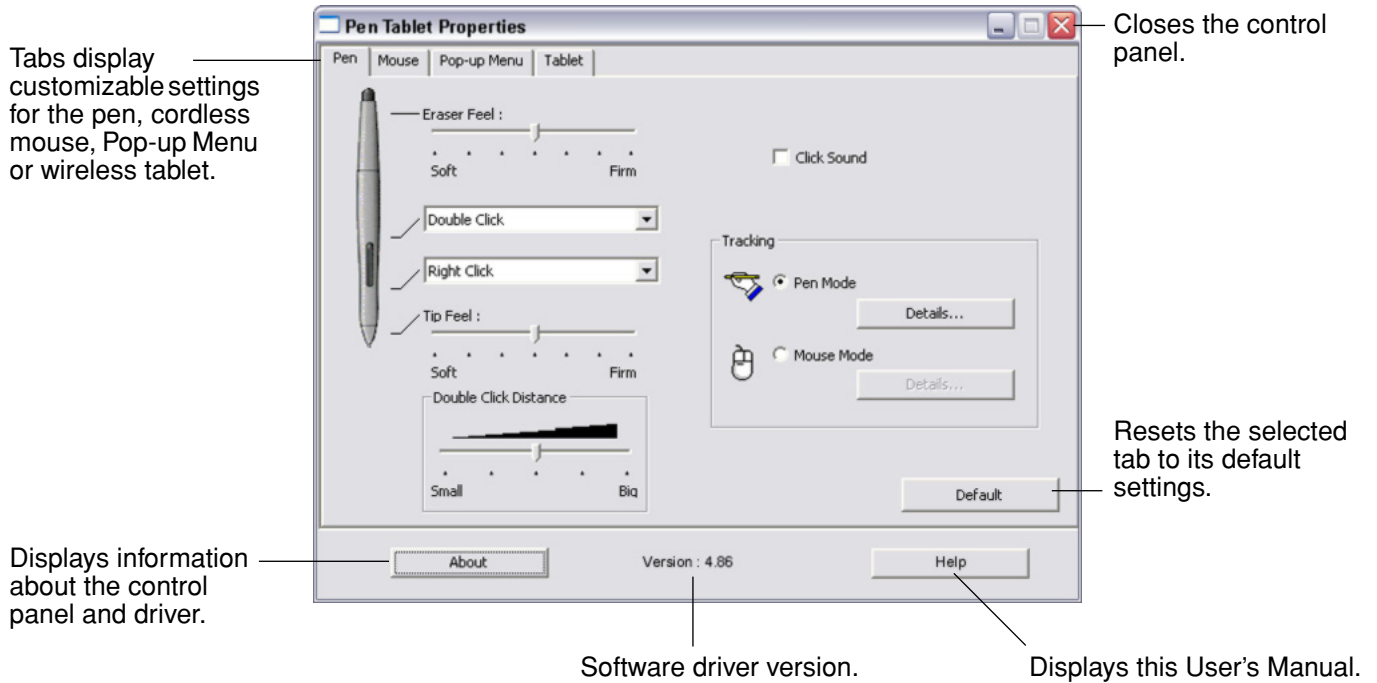 Pen Tablet Properties
Closes the control
panel.
Tabs display
customizable settings
for the pen, cordless
mouse, Pop-up Menu
or wireless tablet.
Pen Mouse Pop-up Menu Tablet
Eraser Feel :
Soft Firm
Click Sound
Double Click
Right Click
Tip Feel :
Soft Firm
Double Click Distance
Small Big
Tracking
Pen Mode
Details...
Mouse Mode
Details...
Resets the selected
tab to its default
settings.
Default
Displays information
about the control
panel and driver.
About
Version : 4.86
Help
Software driver version.
Displays this User's Manual.